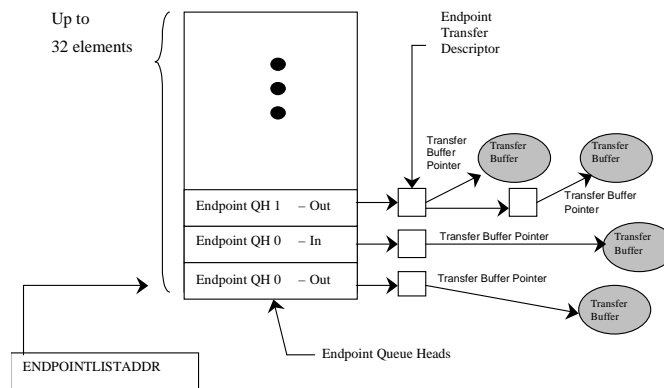 Up to
32 elements
Endpoint
Transfer
Descriptor
Transfer
Buffer
Pointer
Transfer
Buffer
Transfer
Buffer
Transfer Buffer
Pointer
Endpoint QH 1 – Out
Endpoint QH 0 – In
Transfer Buffer Pointer
Transfer
Buffer
Endpoint QH 0 – Out
Transfer Buffer Pointer
Transfer
Buffer
Endpoint Queue Heads
ENDPOINTLISTADDR